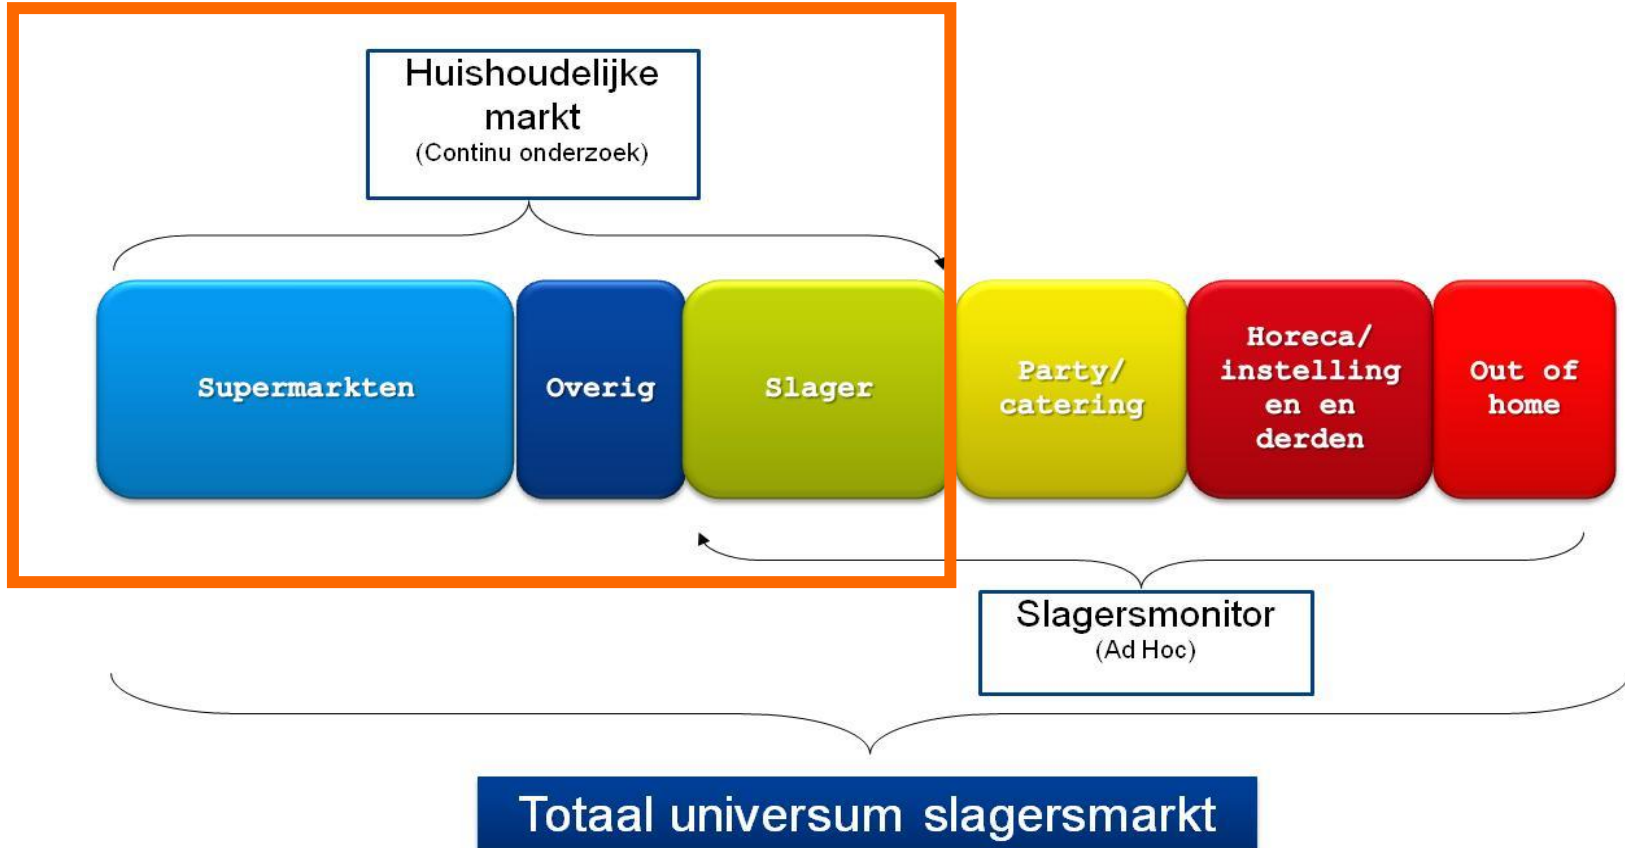 Huishoudelijke
markt
(Continu onderzoek)
Supermarkten
Overig
Slager
Party/
catering
Horeca/
instelling
en en
derden
Out of
home
Slagersmonitor
(Ad Hoc)
Totaal universum slagersmarkt